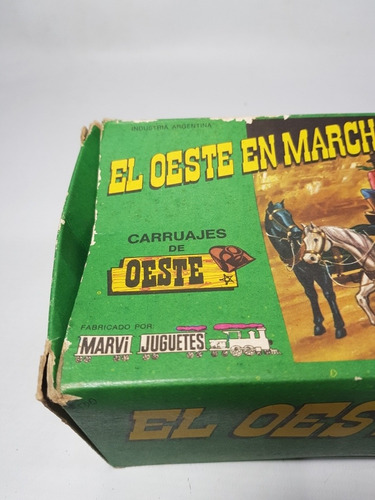 INDUSTRIA ARGENTINA
EL OESTE EN MARCH
CARRUAJES
DE
OESTE
FABRICADO POR:
MARVi JUGUETES
EL OES